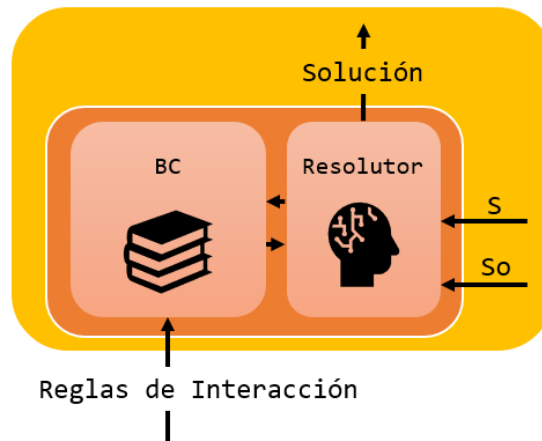 Solución
BC
Resolutor
S
So
Reglas de Interacción